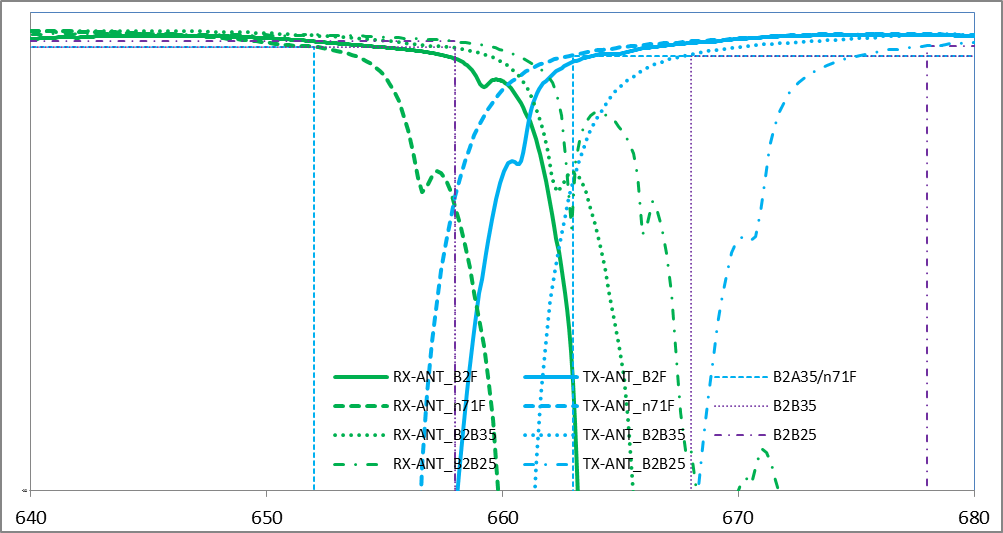 RX-ANT_B2F TX-ANT_B2F B2A35/n71F
RX-ANT_n71F TX-ANT_n71F B2B35
RX-ANT_B2B35 TX-ANT_B2B35 B2B25
RX-ANT_B2B25 TX-ANT_B2B25
640 650 660 670 680